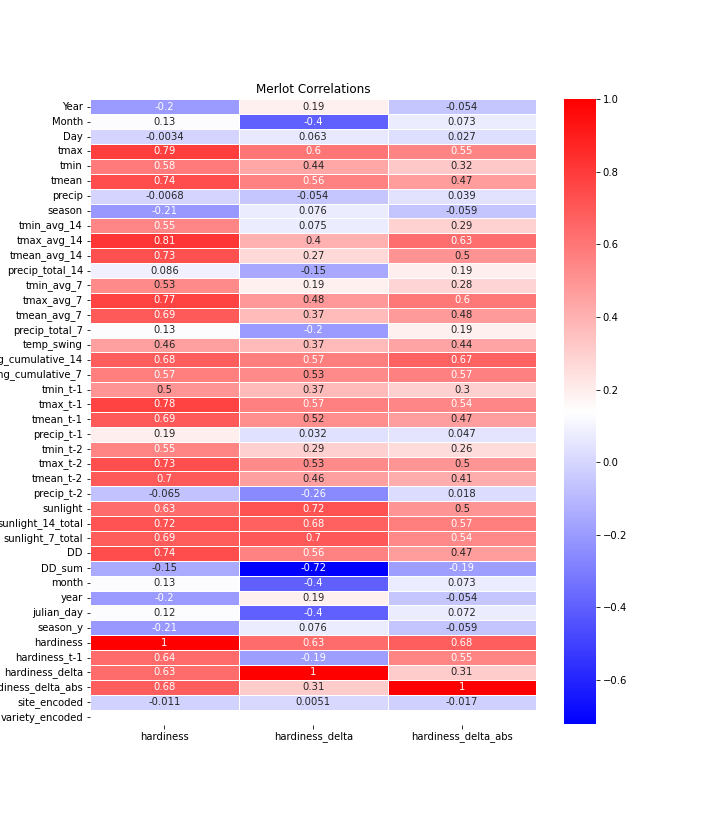 Merlot Correlations
Year -0.2 0.19 -0.054
Month 0.13 -0.4 0.073
Day -0.0034 0.063 0.027
tmax 0.79 0.6 0.55
tmin 0.58 0.44 0.32
tmean 0.74 0.56 0.47
precip -0.0068 -0.054 0.039
season -0.21 0.076 -0.059
tmin_avg_14 0.55 0.075 0.29
tmax_avg_14 0.81 0.4 0.63
tmean_avg_14 0.73 0.27 0.5
precip_total_14 0.086 -0.15 0.19
tmin_avg_7 0.53 0.19 0.28
tmax_avg_7 0.77 0.48 0.6
tmean_avg_7 0.69 0.37 0.48
precip_total_7 0.13 -0.2 0.19
temp_swing 0.46 0.37 0.44
g_cumulative_14 0.68 0.57 0.67
ng_cumulative_7 0.57 0.53 0.57
tmin_t-1 0.5 0.37 0.3
tmax_t-1 0.78 0.57 0.54
tmean_t-1 0.69 0.52 0.47
precip_t-1 0.19 0.032 0.047
tmin_t-2 0.55 0.29 0.26
tmax_t-2 0.73 0.53 0.5
tmean_t-2 0.7 0.46 0.41
precip_t-2 -0.065 -0.26 0.018
sunlight 0.63 0.72 0.5
sunlight_14_total 0.72 0.68 0.57
sunlight_7_total 0.69 0.7 0.54
DD 0.74 0.56 0.47
DD_sum -0.15 -0.72 -0.19
month 0.13 -0.4 0.073
year -0.2 0.19 -0.054
julian_day 0.12 -0.4 0.072
season_y -0.21 0.076 -0.059
hardiness 1 0.63 0.68
hardiness_t-1 0.64 -0.19 0.55
hardiness_delta 0.63 1 0.31
diness_delta_abs 0.68 0.31 1
site_encoded -0.011 0.0051 -0.017
variety_encoded
hardiness hardiness_delta hardiness_delta_abs
1.0
0.8
0.6
0.4
0.2
0.0
−0.2
−0.4
−0.6